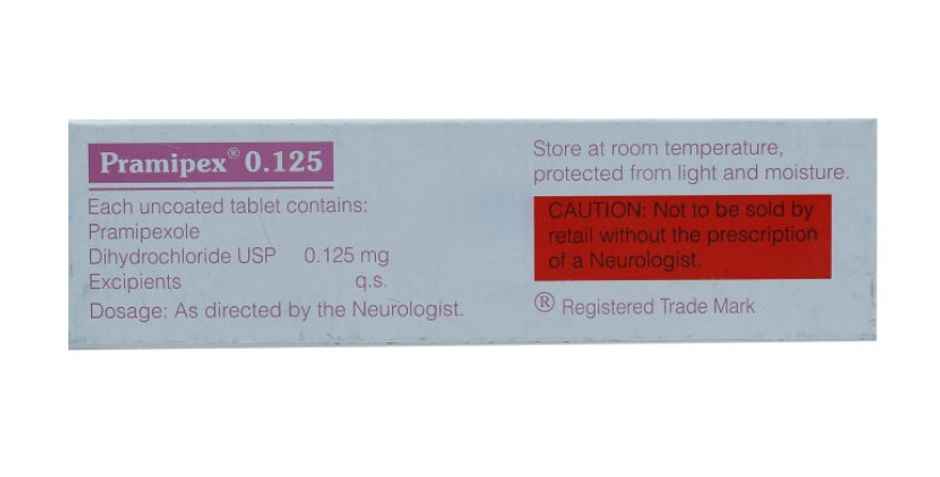 Pramipex® 0.125
Each uncoated tablet contains:
Pramipexole
Dihydrochloride USP 0.125 mg
Excipients q.s.
Dosage: As directed by the Neurologist.
Store at room temperature,
protected from light and moisture.
CAUTION: Not to be sold by
retail without the prescription
of a Neurologist.
® Registered Trade Mark